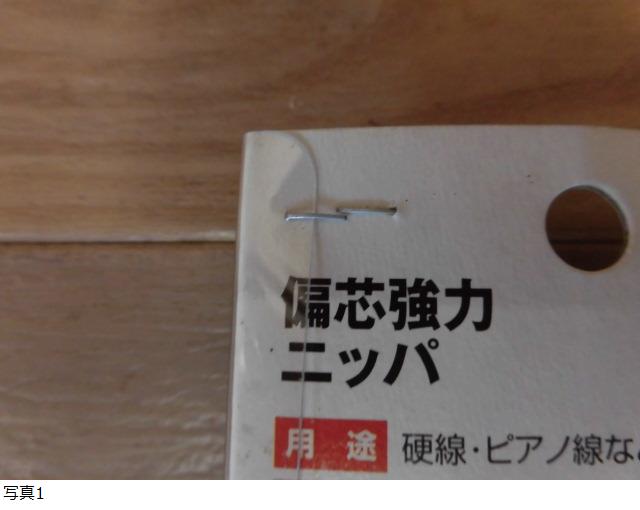 偏芯強力
ニッパ
用途 硬線・ピアノ線な
写真1